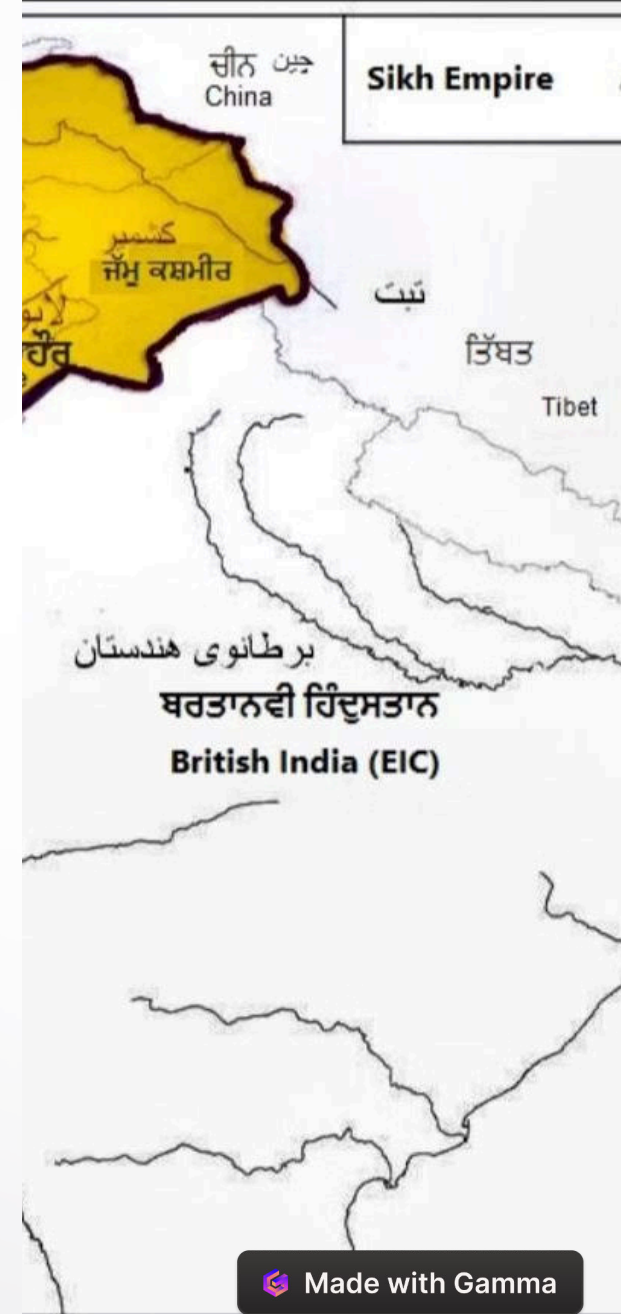 ਚੀਨ چین
China
Sikh Empire
کشمیر
ਜੰਮੂ ਕਸ਼ਮੀਰ
تبت
ਤਿੱਬਤ
Tibet
برطانوی هندستان
ਬਰਤਾਨਵੀ ਹਿੰਦੁਸਤਾਨ
British India (EIC)
Made with Gamma